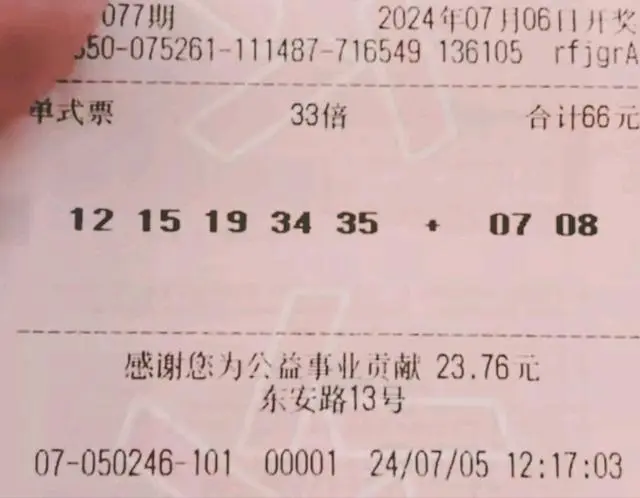 077期 2024年07月06日开奖
50-075261-111487-716549 136105 rfjgrA
单式票 33倍 合计66元
12 15 19 34 35 + 07 08
感谢您为公益事业贡献 23.76元
东安路13号
07-050246-101 00001 24/07/05 12:17:03